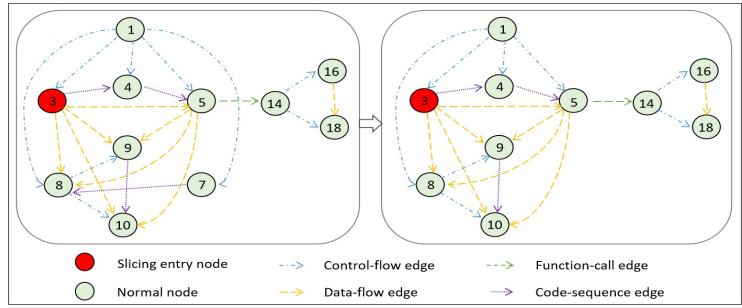 1 1
16 16
4 4
3 5 3 5
14 14
18 18
9 9
8 7 8
10 10
Slicing entry node Control-flow edge Function-call edge
Normal node Data-flow edge Code-sequence edge